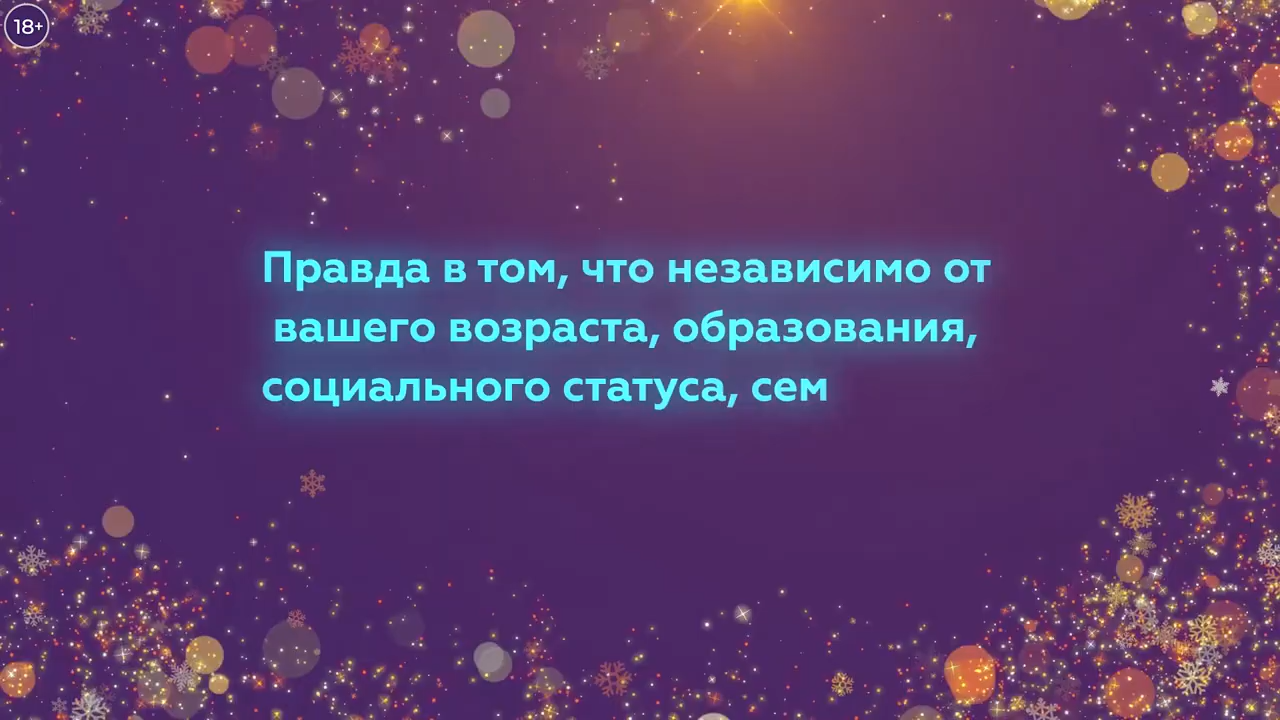 18+
Правда в том, что независимо от
вашего возраста, образования,
социального статуса, сем